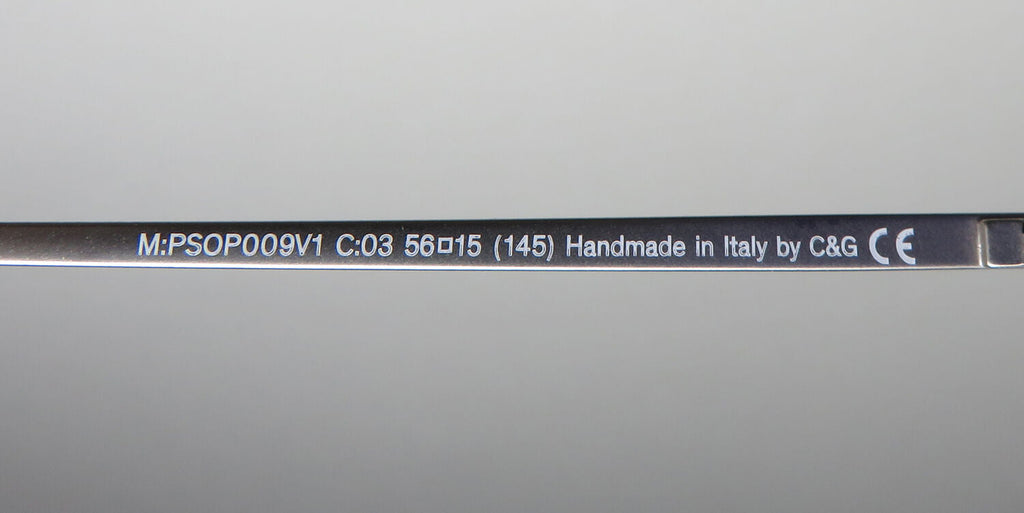 M:PSOP009V1 C:03 56□15 (145) Handmade in Italy by C&G CE